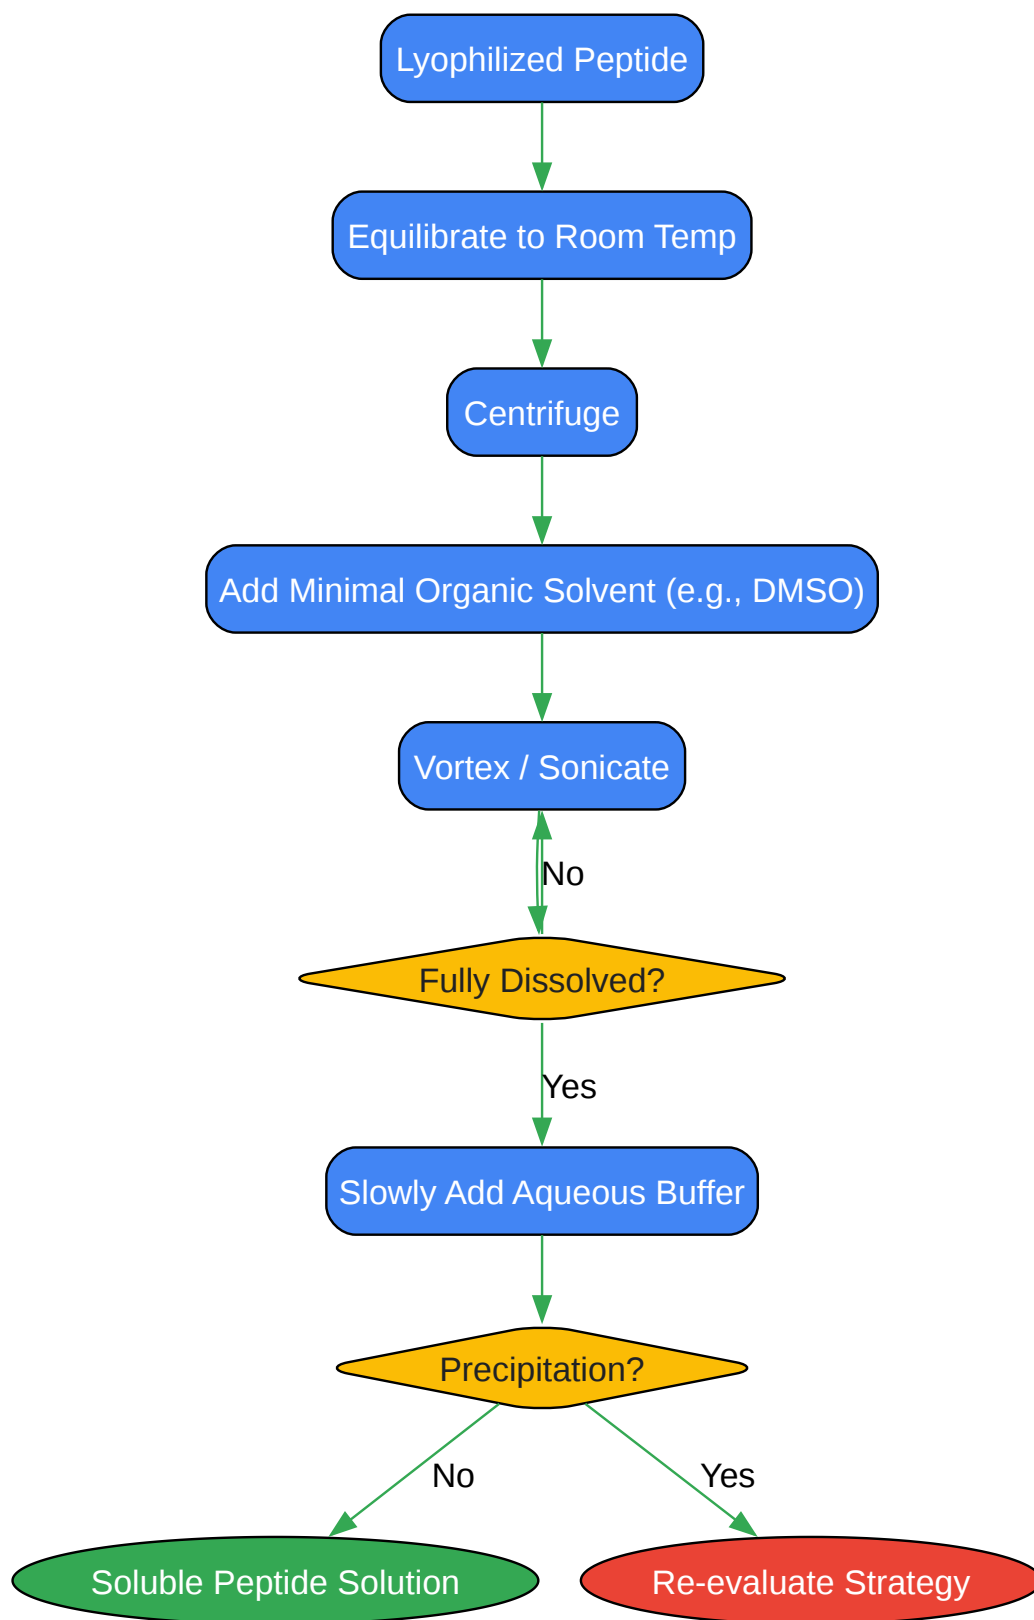 Lyophilized Peptide
Equilibrate to Room Temp
Centrifuge
Add Minimal Organic Solvent (e.g., DMSO)
Vortex / Sonicate
No
Fully Dissolved?
Yes
Slowly Add Aqueous Buffer
Precipitation?
No
Yes
Soluble Peptide Solution
Re-evaluate Strategy